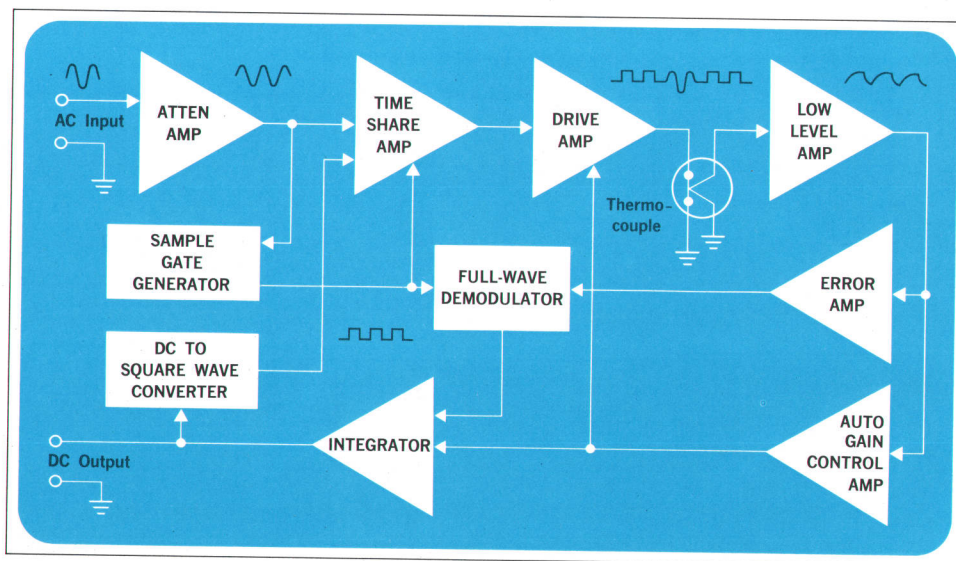 ATTEN
AMP
TIME
SHARE
AMP
DRIVE
AMP
LOW
LEVEL
AMP
AC Input
Thermo-
couple
SAMPLE
GATE
GENERATOR
FULL-WAVE
DEMODULATOR
ERROR
AMP
DC TO
SQUARE WAVE
CONVERTER
INTEGRATOR
AUTO
GAIN
CONTROL
AMP
DC Output